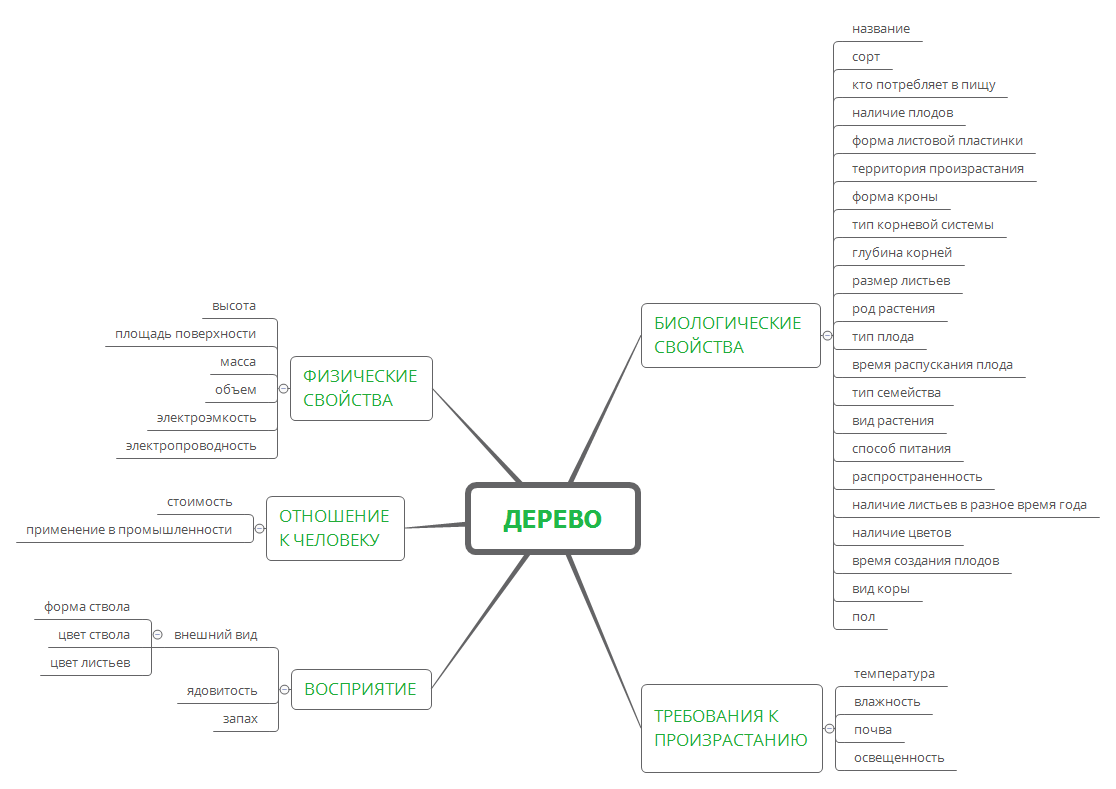 ДЕРЕВО
БИОЛОГИЧЕСКИЕ
СВОЙСТВА
название
сорт
кто потребляет в пищу
наличие плодов
форма листовой пластинки
территория произрастания
форма кроны
тип корневой системы
глубина корней
размер листьев
род растения
тип плода
время распускания плода
тип семейства
вид растения
способ питания
распространенность
наличие листьев в разное время года
наличие цветов
время создания плодов
вид коры
пол
ТРЕБОВАНИЯ К
ПРОИЗРАСТАНИЮ
температура
влажность
почва
освещенность
ФИЗИЧЕСКИЕ
СВОЙСТВА
высота
площадь поверхности
масса
объем
электроэмкость
электропроводность
ОТНОШЕНИЕ
К ЧЕЛОВЕКУ
стоимость
применение в промышленности
ВОСПРИЯТИЕ
внешний вид
форма ствола
цвет ствола
цвет листьев
ядовитость
запах